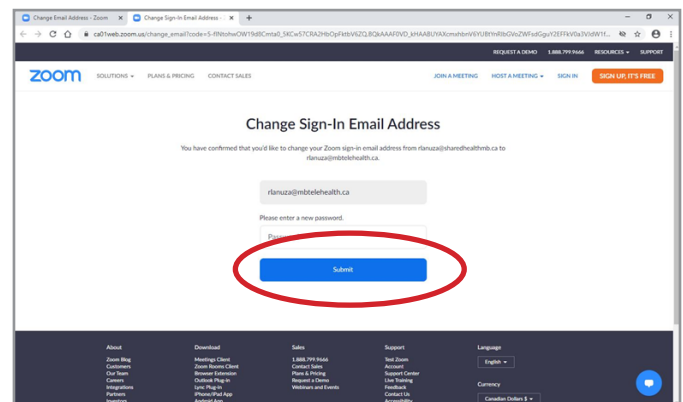 Change Email Address - Zoom
Change Sign-In Email Address -
REQUEST A DEMO 1.888.799.9666 RESOURCES SUPPORT
zoom SOLUTIONS PLANS & PRICING CONTACT SALES JOIN A MEETING HOST A MEETING SIGN IN SIGN UP, IT'S FREE
Change Sign-In Email Address
You have confirmed that you'd like to change your Zoom sign-in email address from rlanuza@sharedhealthmb.ca to
rlanuza@mbtelehealth.ca.
rlanuza@mbtelehealth.ca
Please enter a new password.
Submit
About Download Sales Support Language
Zoom Blog Meetings Client 1.888.799.9666 Test Zoom English
Customers Zoom Rooms Client Contact Sales Account
Our Team Browser Extension Plans & Pricing Support Center
Careers Outlook Plug-in Request a Demo Live Training Currency
Integrations Lync Plug-in Webinars and Events Feedback
Partners iPhone/iPad App Contact Us Canadian Dollars $
Investors Android App Accessibility